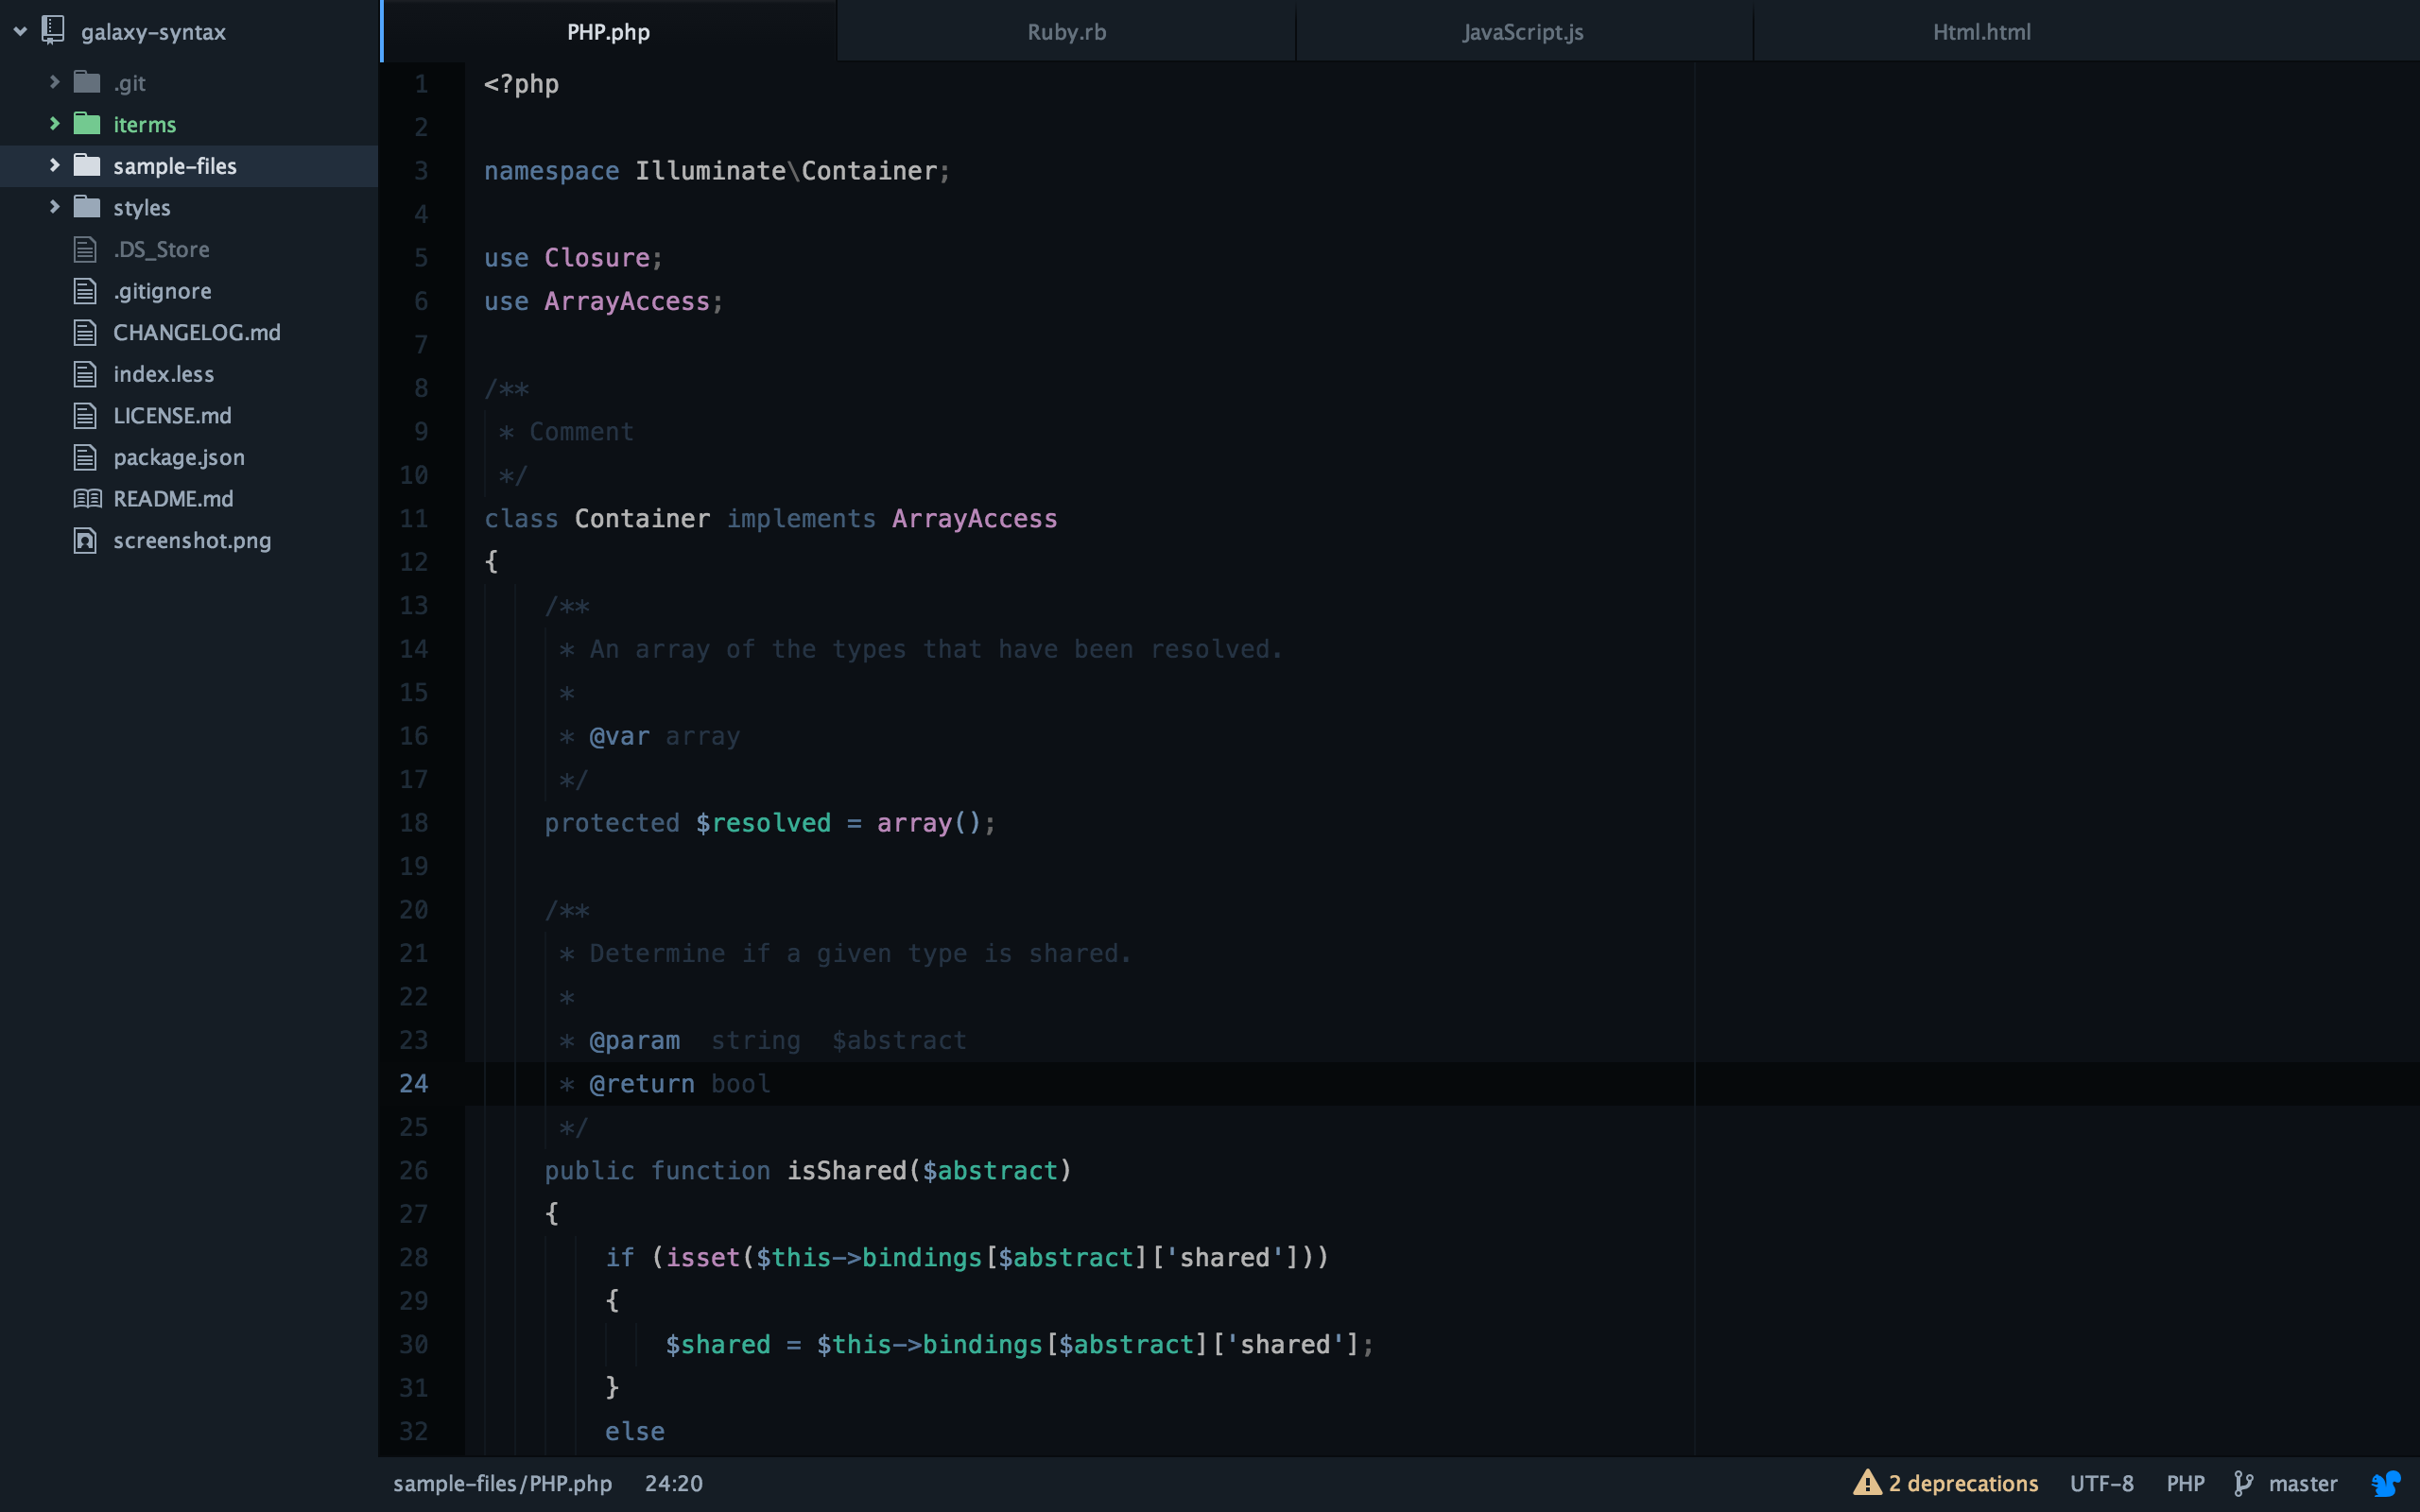 galaxy-syntax
.git
iterms
sample-files
styles
.DS_Store
.gitignore
CHANGELOG.md
index.less
LICENSE.md
package.json
README.md
screenshot.png
PHP.php Ruby.rb JavaScript.js Html.html
1 <?php
2
3 namespace Illuminate\Container;
4
5 use Closure;
6 use ArrayAccess;
7
8 /**
9  * Comment
10  */
11 class Container implements ArrayAccess
12 {
13     /**
14      * An array of the types that have been resolved.
15      *
16      * @var array
17      */
18     protected $resolved = array();
19
20     /**
21      * Determine if a given type is shared.
22      *
23      * @param  string  $abstract
24      * @return bool
25      */
26     public function isShared($abstract)
27     {
28         if (isset($this->bindings[$abstract]['shared']))
29         {
30             $shared = $this->bindings[$abstract]['shared'];
31         }
32         else
sample-files/PHP.php 24:20 2 deprecations UTF-8 PHP master